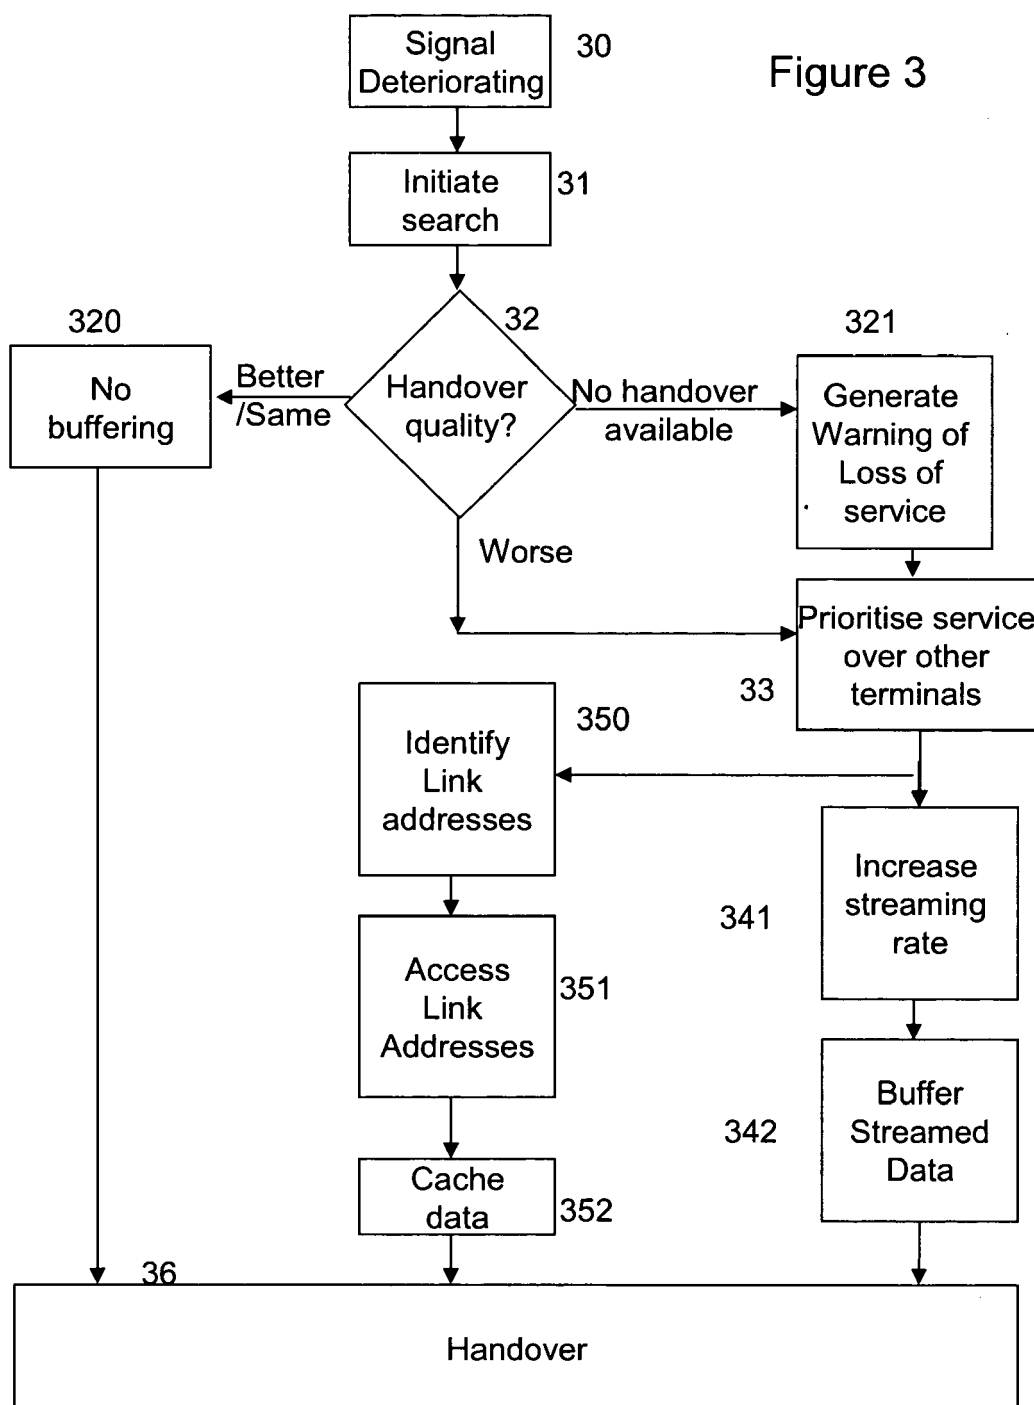 Signal
Deteriorating
30
Figure 3
Initiate
search
31
320
32
321
No
buffering
Better
/Same
Handover
quality?
No handover
available
Generate
Warning of
Loss of
service
Worse
Prioritise service
over other
terminals
33
350
Identify
Link
addresses
Increase
streaming
rate
341
Access
Link
Addresses
351
Buffer
Streamed
Data
342
Cache
data
352
36
Handover